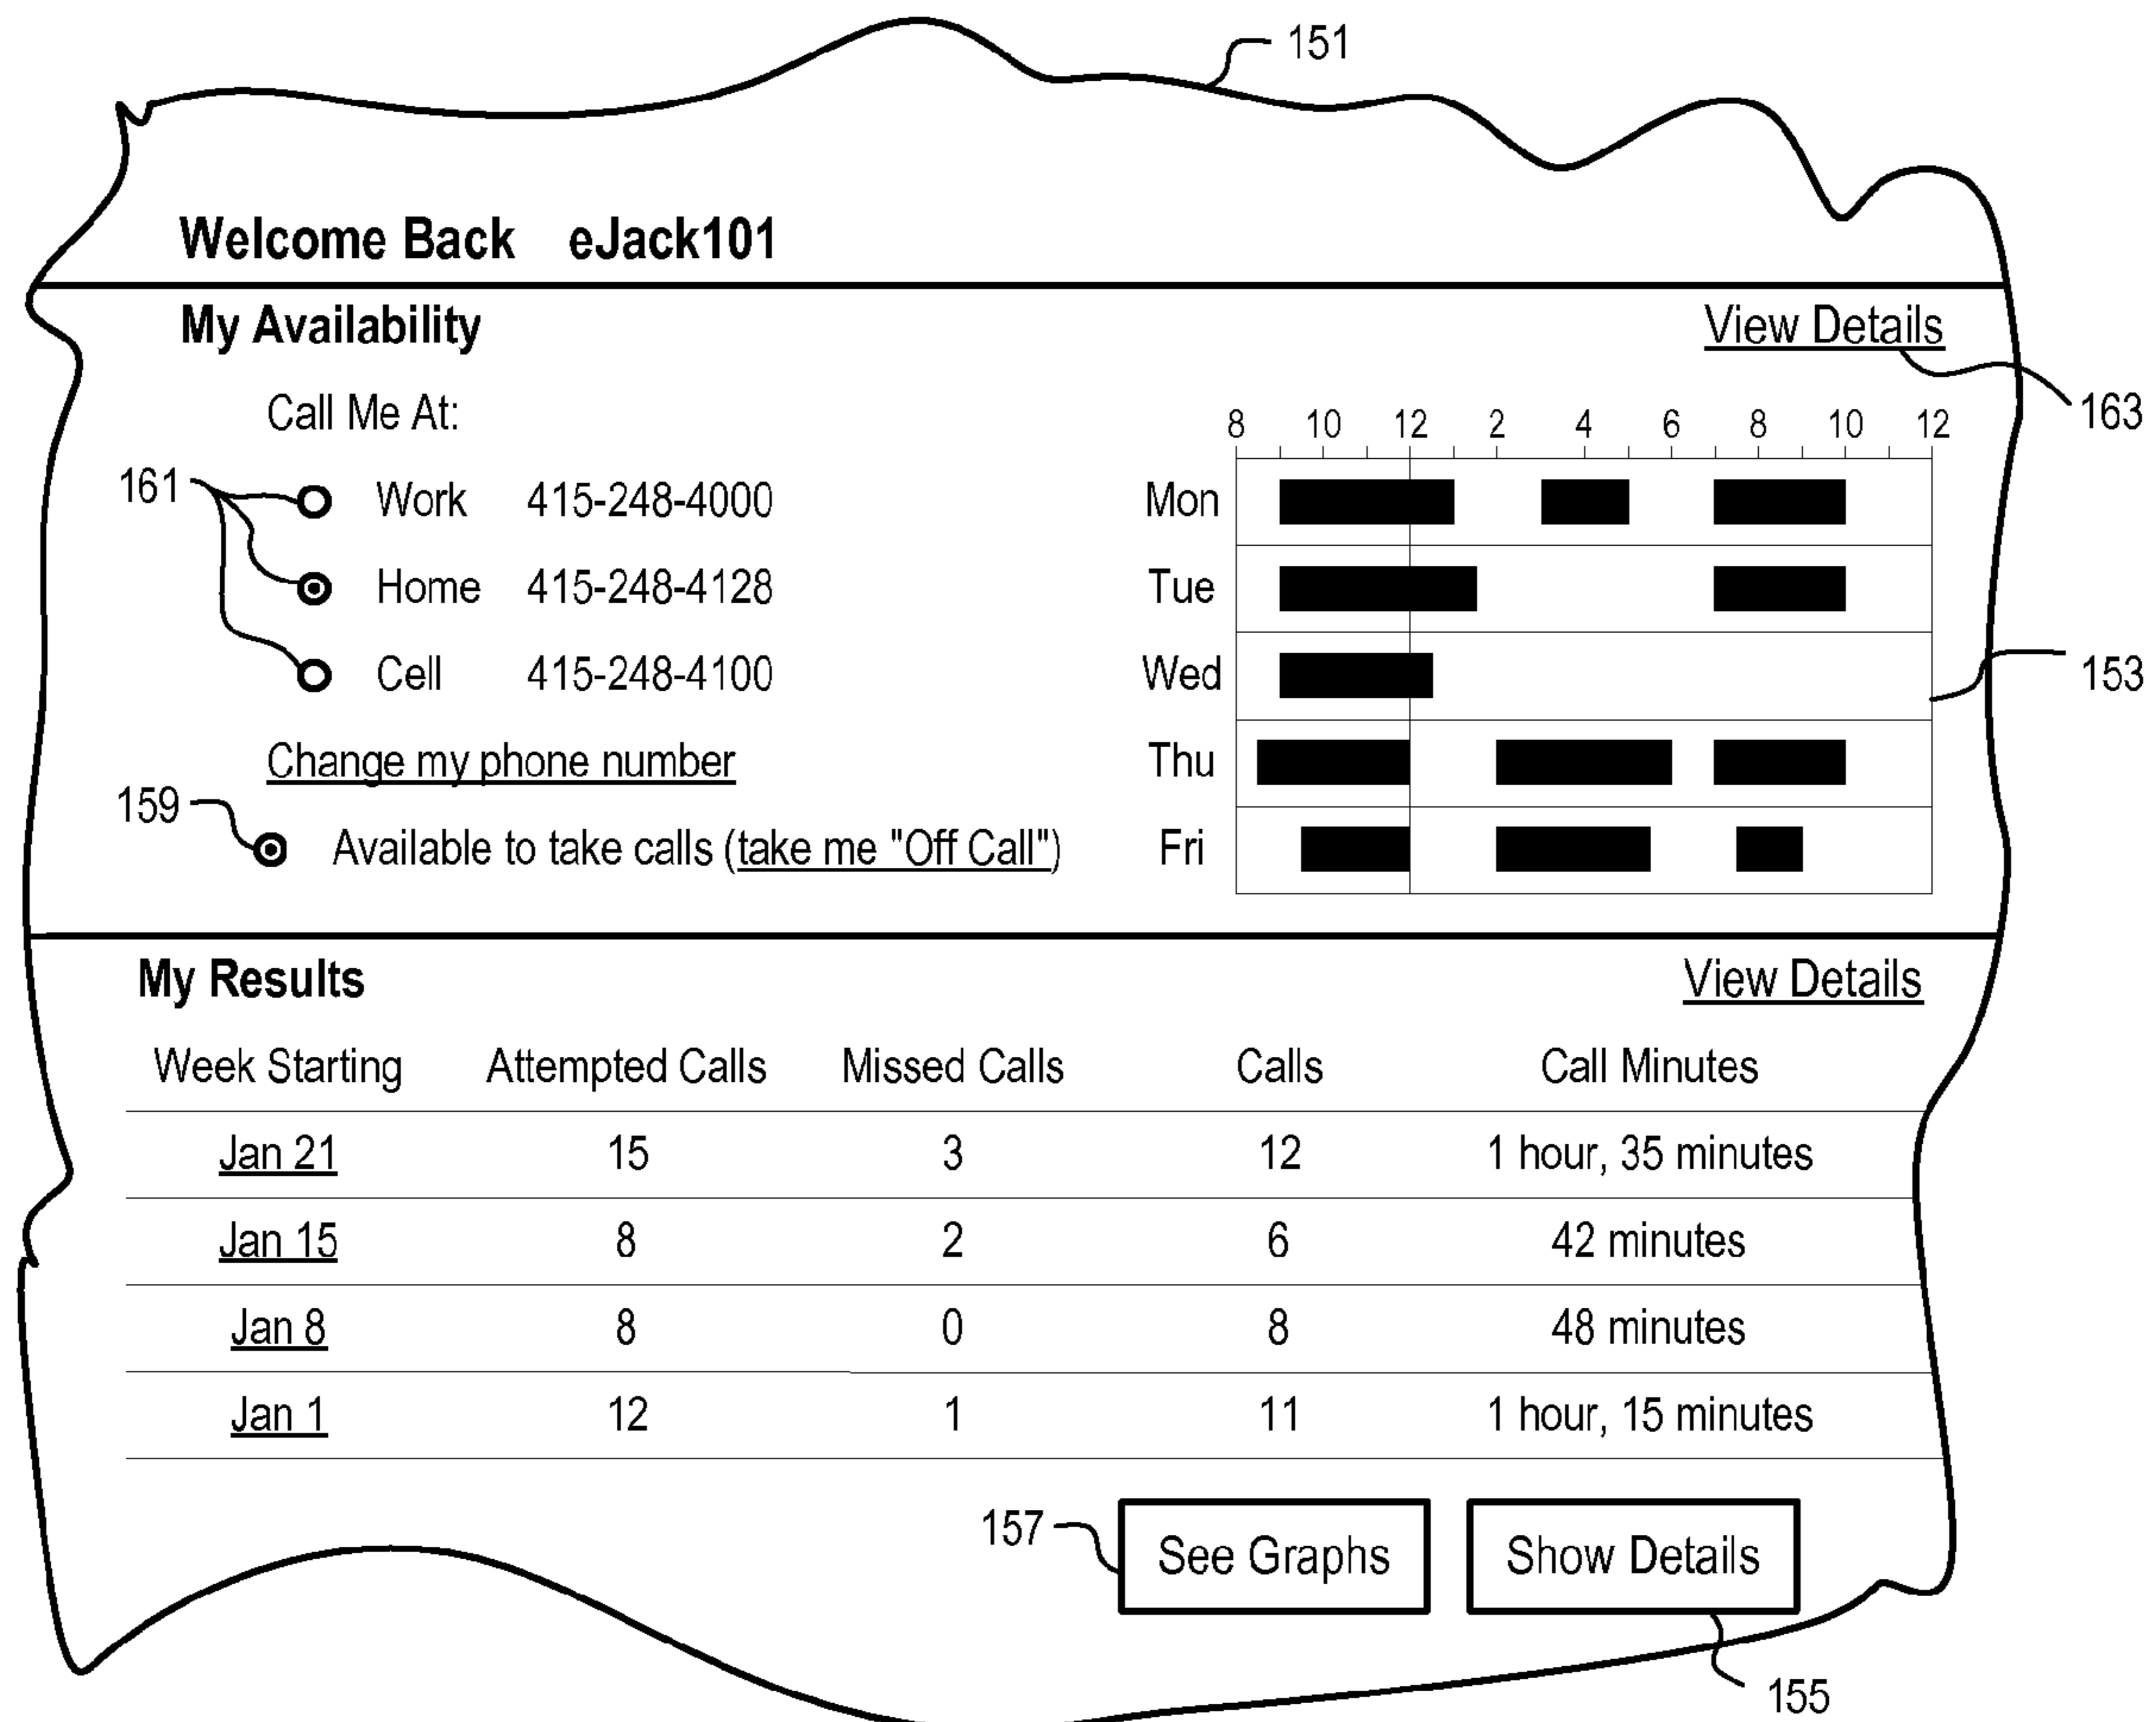 151
Welcome Back eJack101
My Availability View Details
163
Call Me At:
8 10 12 2 4 6 8 10 12
161
Work 415-248-4000 Mon
Home 415-248-4128 Tue
Cell 415-248-4100 Wed
153
Change my phone number Thu
159
Available to take calls (take me "Off Call") Fri
My Results View Details
Week Starting Attempted Calls Missed Calls Calls Call Minutes
Jan 21 15 3 12 1 hour, 35 minutes
Jan 15 8 2 6 42 minutes
Jan 8 8 0 8 48 minutes
Jan 1 12 1 11 1 hour, 15 minutes
157
See Graphs Show Details
155